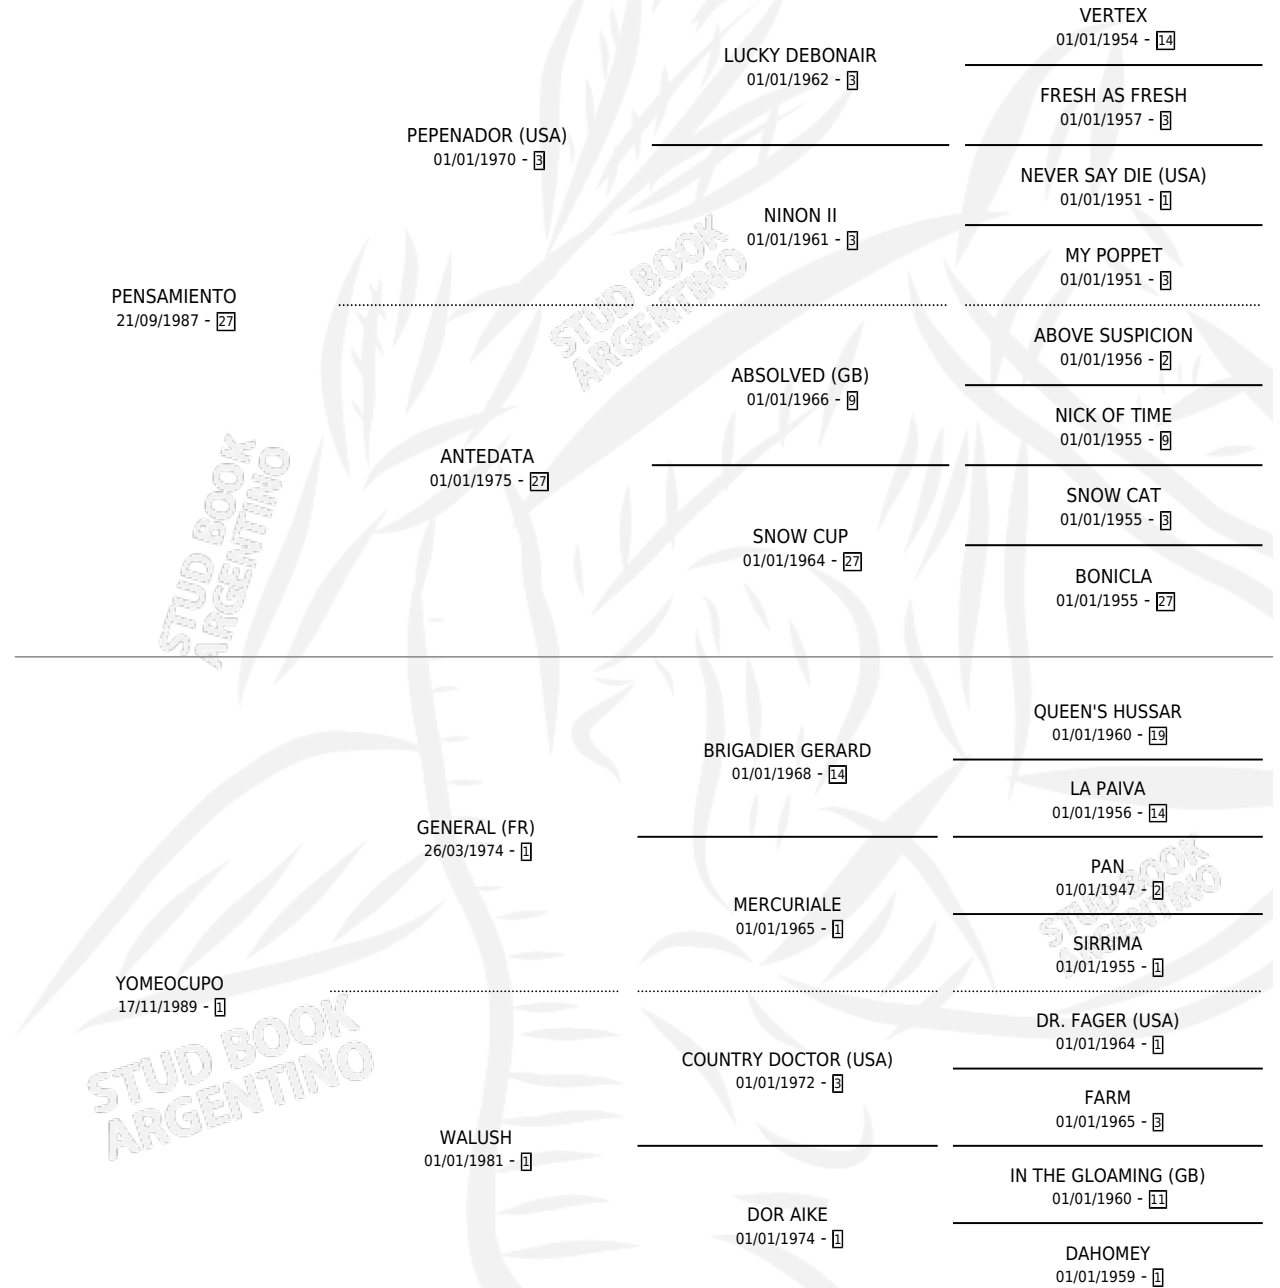 VERTEX
01/01/1954 - 14
LUCKY DEBONAIR
01/01/1962 - 3
FRESH AS FRESH
01/01/1957 - 3
PEPENADOR (USA)
01/01/1970 - 3
NEVER SAY DIE (USA)
01/01/1951 - 1
NINON II
01/01/1961 - 3
MY POPPET
01/01/1951 - 3
PENSAMIENTO
21/09/1987 - 27
ABOVE SUSPICION
01/01/1956 - 2
ABSOLVED (GB)
01/01/1966 - 9
NICK OF TIME
01/01/1955 - 9
ANTEDATA
01/01/1975 - 27
SNOW CAT
01/01/1955 - 3
SNOW CUP
01/01/1964 - 27
BONICLA
01/01/1955 - 27
QUEEN'S HUSSAR
01/01/1960 - 19
BRIGADIER GERARD
01/01/1968 - 14
LA PAIVA
01/01/1956 - 14
GENERAL (FR)
26/03/1974 - 1
PAN
01/01/1947 - 2
MERCURIALE
01/01/1965 - 1
SIRRIMA
01/01/1955 - 1
YOMEOCUPO
17/11/1989 - 1
DR. FAGER (USA)
01/01/1964 - 1
COUNTRY DOCTOR (USA)
01/01/1972 - 3
FARM
01/01/1965 - 3
WALUSH
01/01/1981 - 1
IN THE GLOAMING (GB)
01/01/1960 - 11
DOR AIKE
01/01/1974 - 1
DAHOMEY
01/01/1959 - 1
STUD BOOK
ARGENTINO
STUD BOOK
ARGENTINO
STUD BOOK
ARGENTINO
STUD BOOK
ARGENTINO